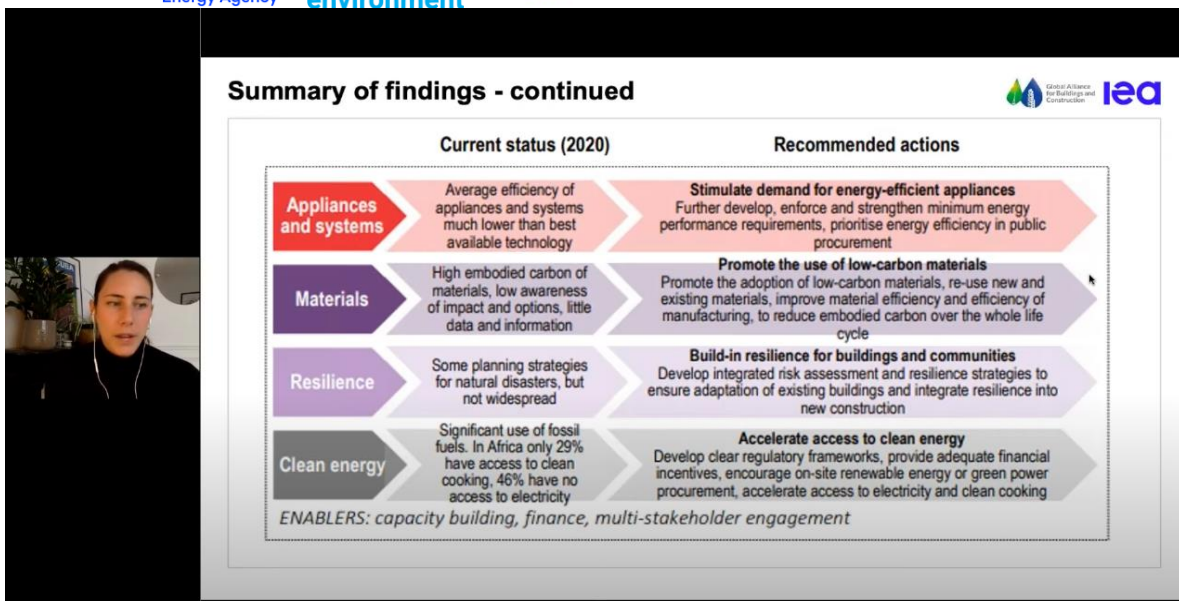 Energy Agency environment
Summary of findings - continued
Global Alliance
for Buildings and
Construction
iea
Current status (2020) Recommended actions
Appliances
and systems
Average efficiency of
appliances and systems
much lower than best
available technology
Stimulate demand for energy-efficient appliances
Further develop, enforce and strengthen minimum energy
performance requirements, prioritise energy efficiency in public
procurement
Materials
High embodied carbon of
materials, low awareness
of impact and options, little
data and information
Promote the use of low-carbon materials
Promote the adoption of low-carbon materials, re-use new and
existing materials, improve material efficiency and efficiency of
manufacturing, to reduce embodied carbon over the whole life
cycle
Resilience
Some planning strategies
for natural disasters, but
not widespread
Build-in resilience for buildings and communities
Develop integrated risk assessment and resilience strategies to
ensure adaptation of existing buildings and integrate resilience into
new construction
Clean energy
Significant use of fossil
fuels. In Africa only 29%
have access to clean
cooking, 46% have no
access to electricity
Accelerate access to clean energy
Develop clear regulatory frameworks, provide adequate financial
incentives, encourage on-site renewable energy or green power
procurement, accelerate access to electricity and clean cooking
ENABLERS: capacity building, finance, multi-stakeholder engagement